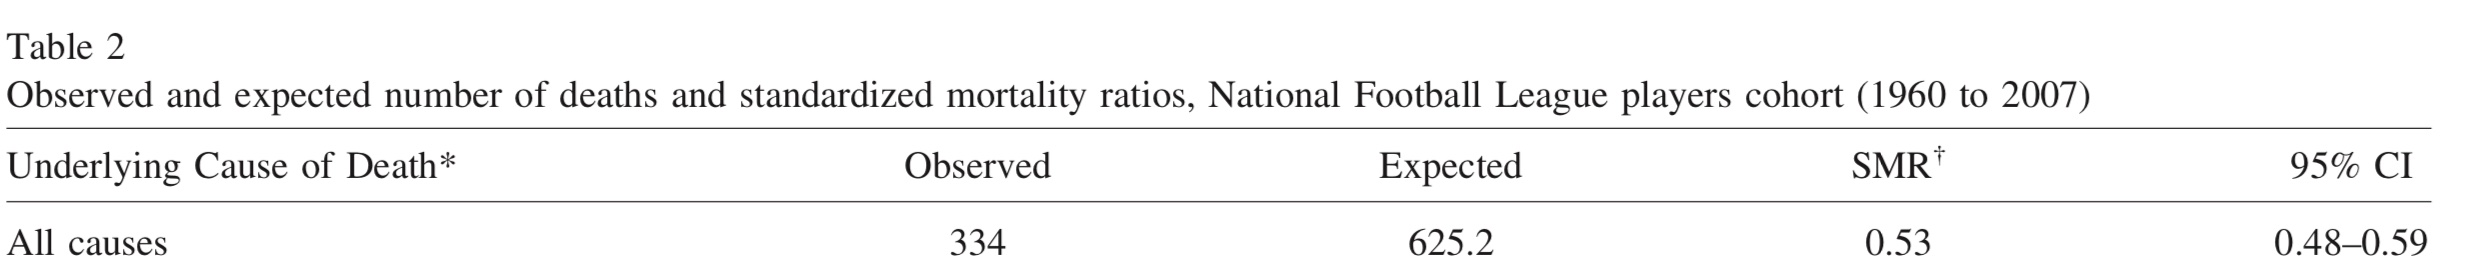 Table 2
Observed and expected number of deaths and standardized mortality ratios, National Football League players cohort (1960 to 2007)
Underlying Cause of Death* Observed Expected SMR† 95% CI
All causes 334 625.2 0.53 0.48–0.59